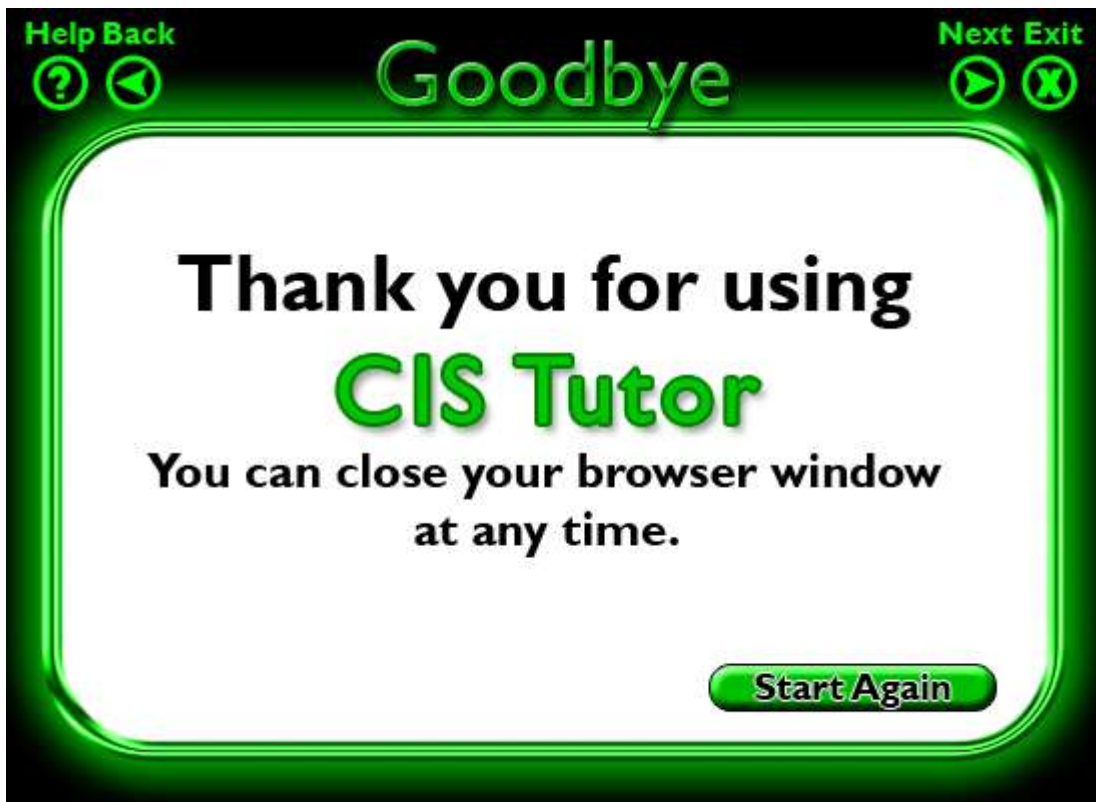 Help Back
Goodbye
Next Exit
?
X
Thank you for using
CIS Tutor
You can close your browser window
at any time.
Start Again